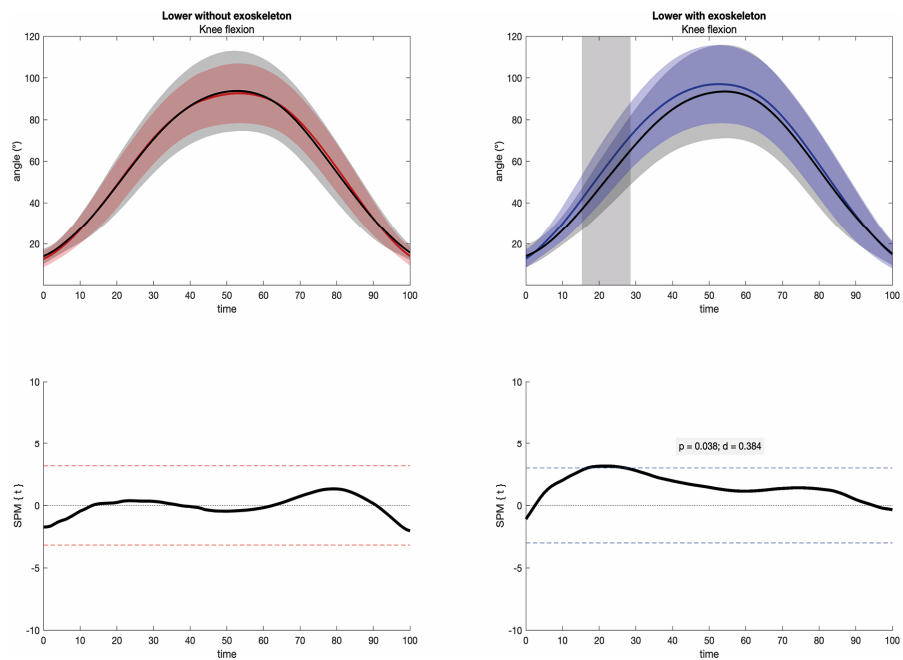 Lower without exoskeleton
Knee flexion
120
100
80
60
40
20
angle (°)
0 10 20 30 40 50 60 70 80 90 100
time
Lower with exoskeleton
Knee flexion
120
100
80
60
40
20
angle (°)
0 10 20 30 40 50 60 70 80 90 100
time
10
5
0
-5
-10
SPM { t }
0 10 20 30 40 50 60 70 80 90 100
time
10
5
0
-5
-10
SPM { t }
p = 0.038; d = 0.384
0 10 20 30 40 50 60 70 80 90 100
time